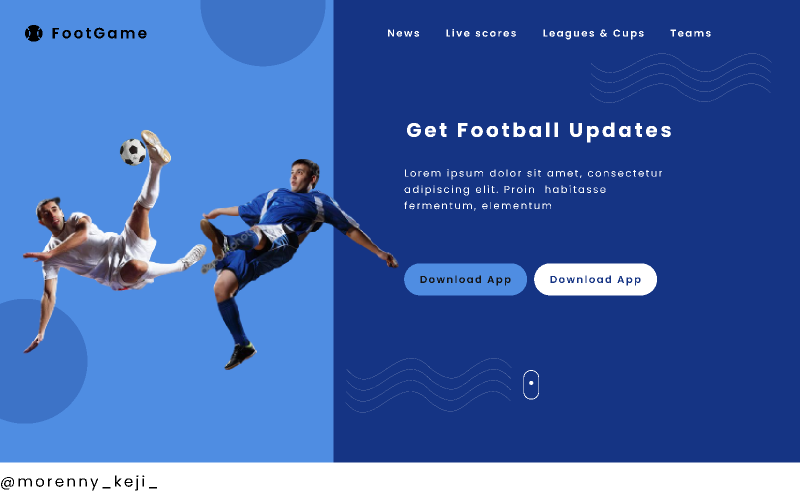 FootGame
News Live scores Leagues & Cups Teams
Get Football Updates
Lorem ipsum dolor sit amet, consectetur
adipiscing elit. Proin habitasse
fermentum, elementum
Download App Download App
@morenny_keji_